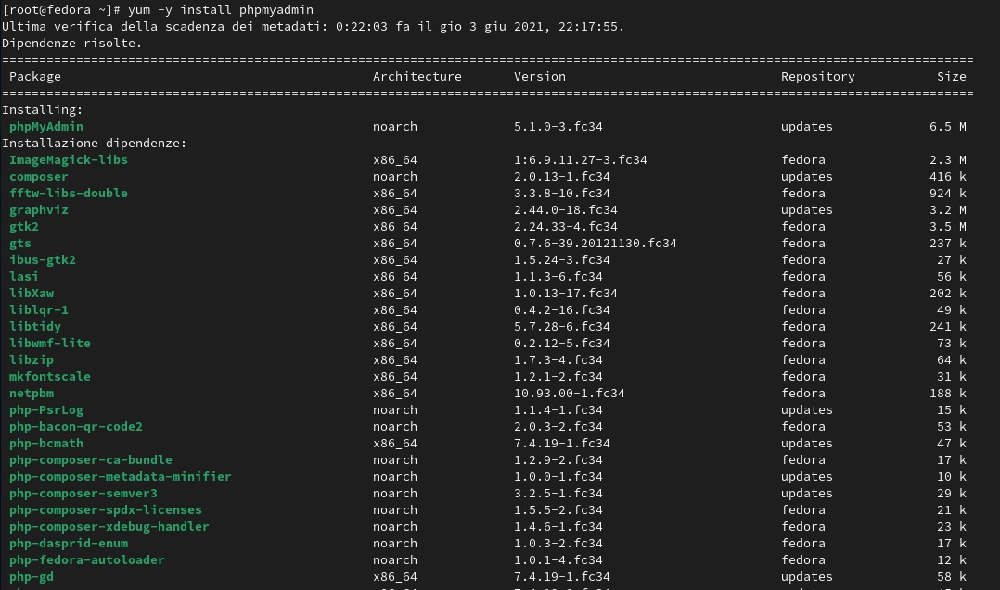 [root@fedora ~]# yum -y install phpmyadmin
Ultima verifica della scadenza dei metadati: 0:22:03 fa il gio 3 giu 2021, 22:17:55.
Dipendenze risolte.
Package Architecture Version Repository Size
Installing:
phpMyAdmin noarch 5.1.0-3.fc34 updates 6.5 M
Installazione dipendenze:
ImageMagick-libs x86_64 1:6.9.11.27-3.fc34 fedora 2.3 M
composer noarch 2.0.13-1.fc34 updates 416 k
fftw-libs-double x86_64 3.3.8-10.fc34 fedora 924 k
graphviz x86_64 2.44.0-18.fc34 updates 3.2 M
gtk2 x86_64 2.24.33-4.fc34 fedora 3.5 M
gts x86_64 0.7.6-39.20121130.fc34 fedora 237 k
ibus-gtk2 x86_64 1.5.24-3.fc34 fedora 27 k
lasi x86_64 1.1.3-6.fc34 fedora 56 k
libXaw x86_64 1.0.13-17.fc34 fedora 202 k
liblqr-1 x86_64 0.4.2-16.fc34 fedora 49 k
libtidy x86_64 5.7.28-6.fc34 fedora 241 k
libwmf-lite x86_64 0.2.12-5.fc34 fedora 73 k
libzip x86_64 1.7.3-4.fc34 fedora 64 k
mkfontscale x86_64 1.2.1-2.fc34 fedora 31 k
netpbm x86_64 10.93.00-1.fc34 fedora 188 k
php-PsrLog noarch 1.1.4-1.fc34 updates 15 k
php-bacon-qr-code2 noarch 2.0.3-2.fc34 fedora 53 k
php-bcmath x86_64 7.4.19-1.fc34 updates 47 k
php-composer-ca-bundle noarch 1.2.9-2.fc34 fedora 17 k
php-composer-metadata-minifier noarch 1.0.0-1.fc34 updates 10 k
php-composer-semver3 noarch 3.2.5-1.fc34 updates 29 k
php-composer-spdx-licenses noarch 1.5.5-2.fc34 fedora 21 k
php-composer-xdebug-handler noarch 1.4.6-1.fc34 fedora 23 k
php-dasprid-enum noarch 1.0.3-2.fc34 fedora 17 k
php-fedora-autoloader noarch 1.0.1-4.fc34 fedora 12 k
php-gd x86_64 7.4.19-1.fc34 updates 58 k